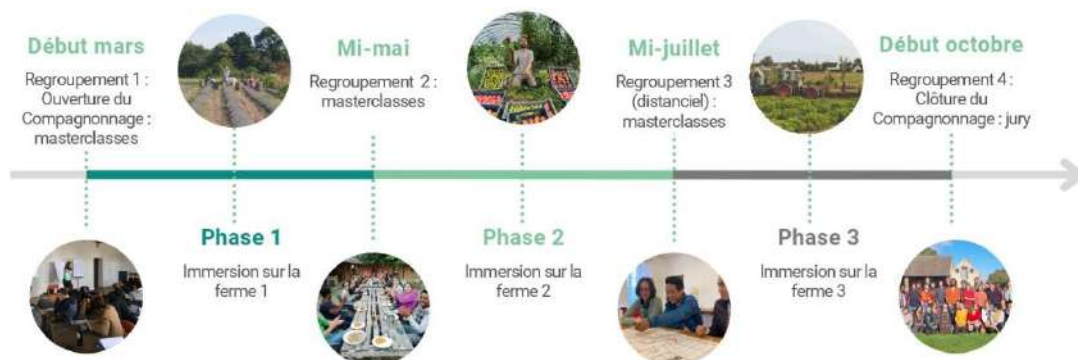 Début mars
Regroupement 1 :
Ouverture du
Compagnonnage :
masterclasses
Mi-mai
Regroupement 2 :
masterclasses
Mi-juillet
Regroupement 3
(distanciel) :
masterclasses
Début octobre
Regroupement 4 :
Clôture du
Compagnonnage : jury
Phase 1
Immersion sur la
ferme 1
Phase 2
Immersion sur la
ferme 2
Phase 3
Immersion sur la
ferme 3